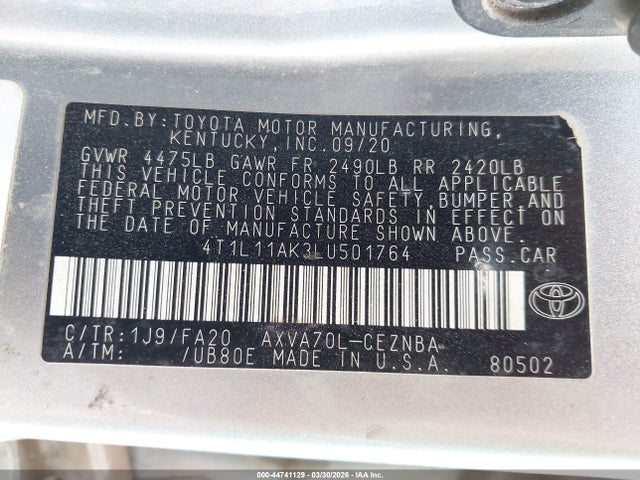 MFD.BY:TOYOTA MOTOR MANUFACTURING,
KENTUCKY,INC.09/20
GVWR 4475LB GAWR FR 2490LB RR 2420LB
THIS VEHICLE CONFORMS TO ALL APPLICABLE
FEDERAL MOTOR VEHICLE SAFETY,BUMPER,AND
THEFT PREVENTION STANDARDS IN EFFECT ON
THE DATE OF MANUFACTURE SHOWN ABOVE.
4T1L11AK3LU501764 PASS.CAR
C/TR:1J9/FA20 AXVA70L-CEZNBA
A/TM: /UB80E MADE IN U.S.A. 80502
000-44741129 - 03/30/2026 - IAAI.COM